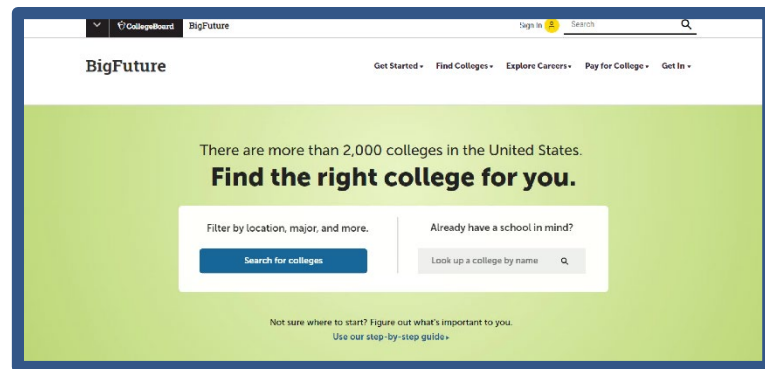 CollegeBoard BigFuture Sign In Search
BigFuture Get Started Find Colleges Explore Careers Pay for College Get In
There are more than 2,000 colleges in the United States.
Find the right college for you.
Filter by location, major, and more. Already have a school in mind?
Search for colleges Look up a college by name
Not sure where to start? Figure out what's important to you.
Use our step-by-step guide